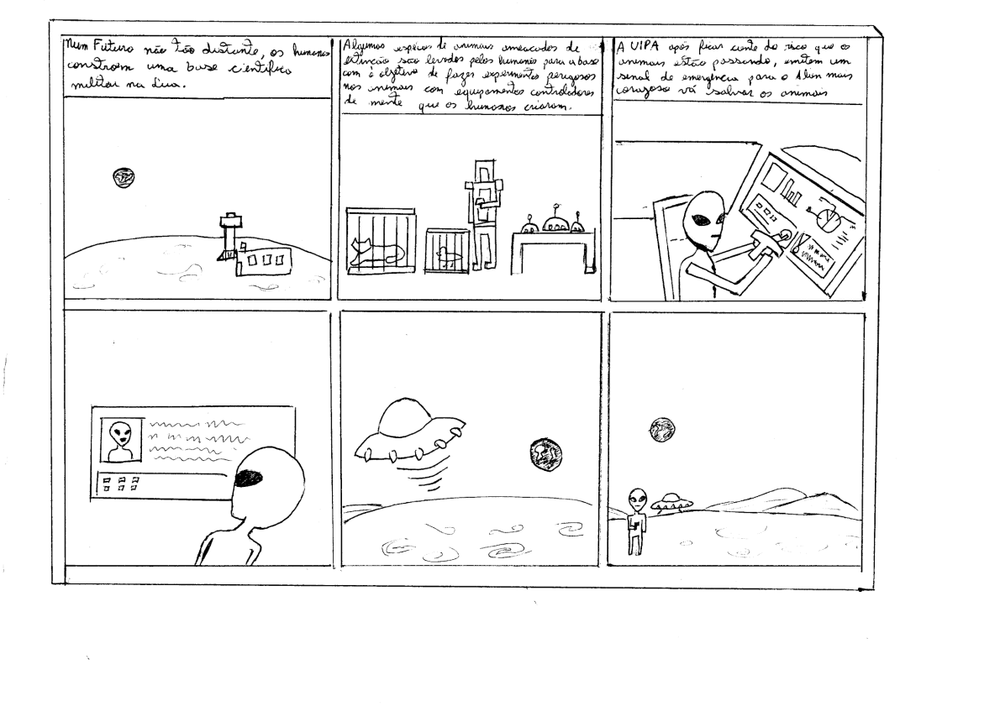 Num Futuro não tão distante, os humanos
constroem uma base científica
militar na Lua.
Algumas espécies de animais ameaçados de
extinção são levados pelos humanos para a base
com o objetivo de fazer experimentos perigosos
nos animais com equipamentos controladores
de mente que os humanos criaram.
A VIPA após ficar ciente do risco que os
animais estão passando, emitem um
sinal de emergência para o Alien mais
corajoso vá salvar os animais